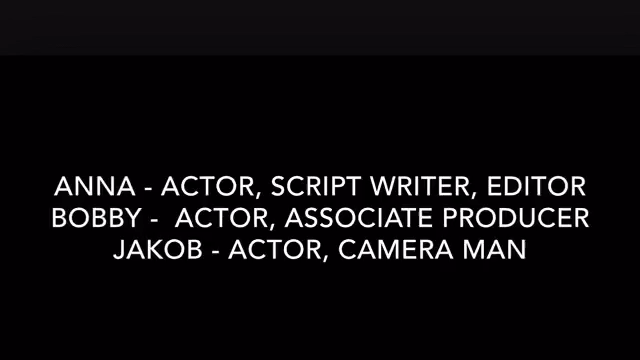 ANNA - ACTOR, SCRIPT WRITER, EDITOR
BOBBY -  ACTOR, ASSOCIATE PRODUCER
JAKOB - ACTOR, CAMERA MAN